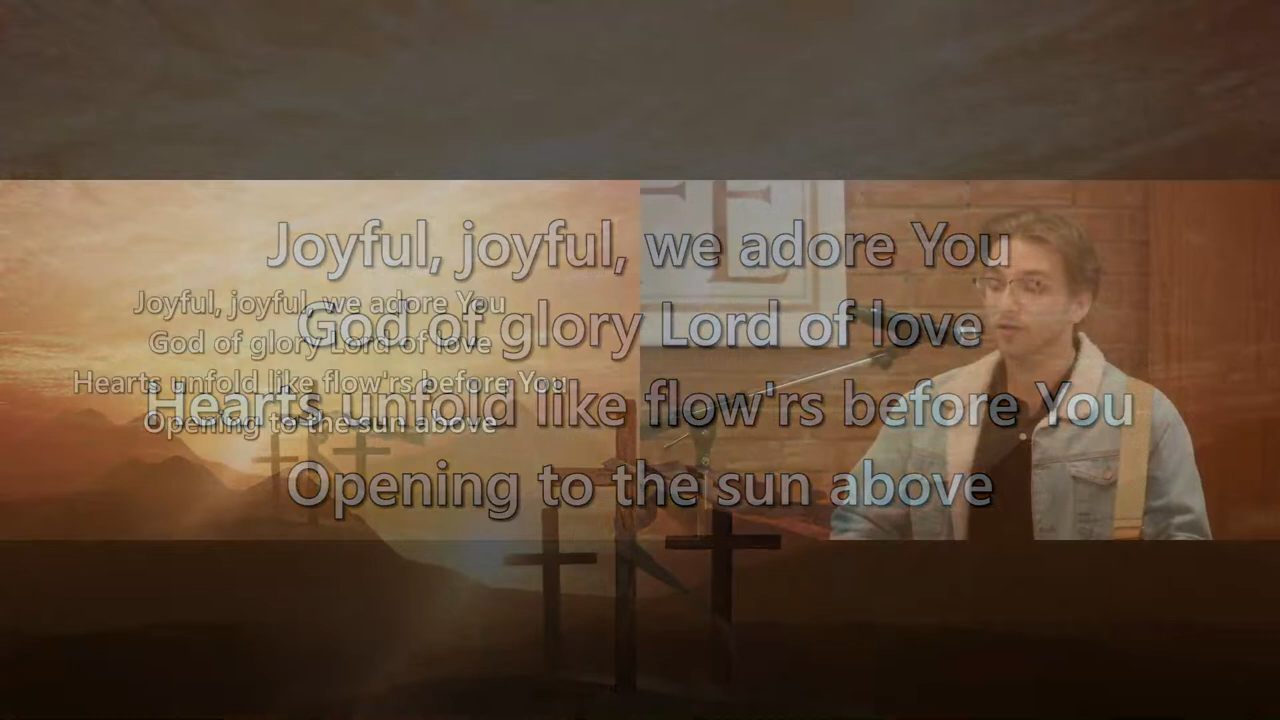 Joyful, joyful, we adore You
God of glory Lord of love
Hearts unfold like flow'rs before You
Opening to the sun above
Joyful, joyful, we adore You
God of glory Lord of love
Hearts unfold like flow'rs before You
Opening to the sun above
E